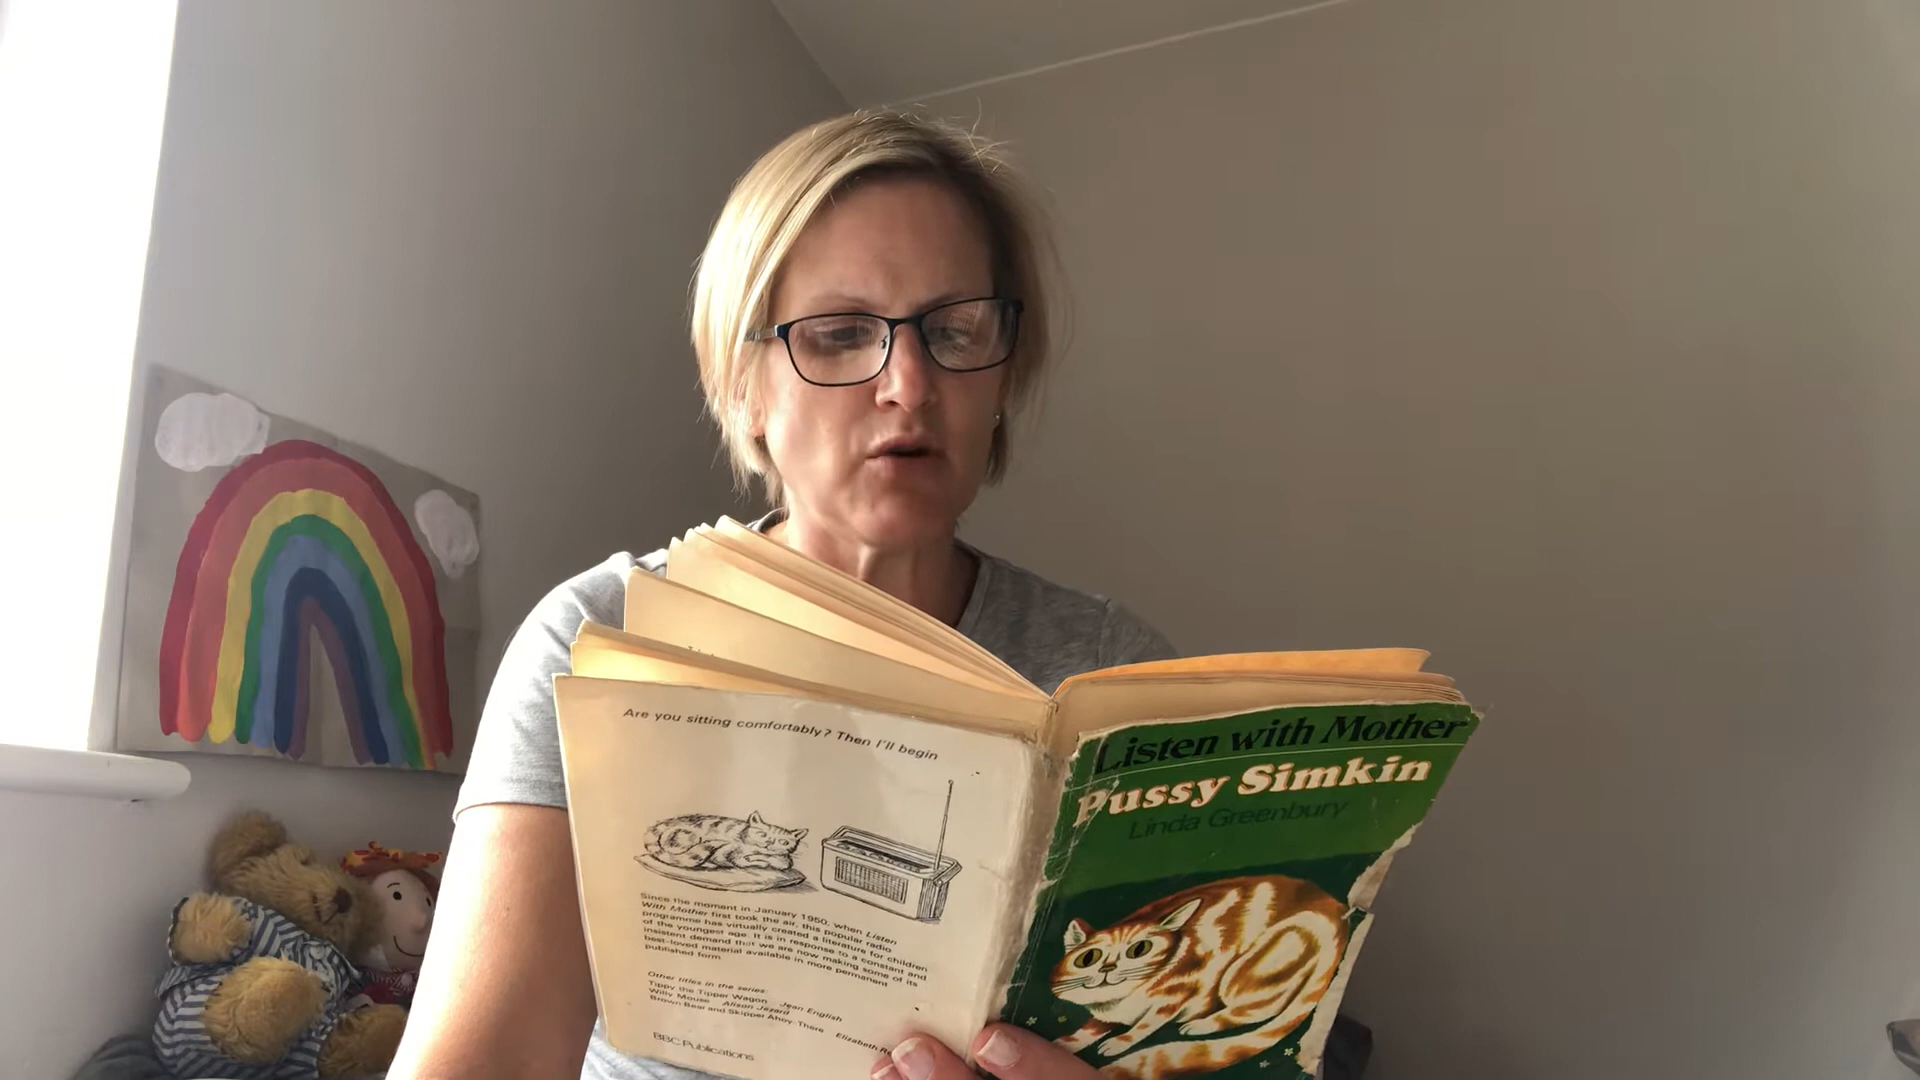 Are you sitting comfortably? Then I'll begin
Since the moment in January 1950, when Listen
With Mother first took the air, this popular radio
programme has virtually created a literature for children
of the youngest age. It is in response to a constant and
insistent demand that we are now making some of its
best-loved material available in more permanent
published form
Other titles in the series:
Tippy the Tipper Wagon Jean English
Willy Mouse Alison Jezard
Brown Bear and Skipper Ahoy-There Elizabeth
BBC Publications
Listen with Mother
Pussy Simkin
Linda Greenbury